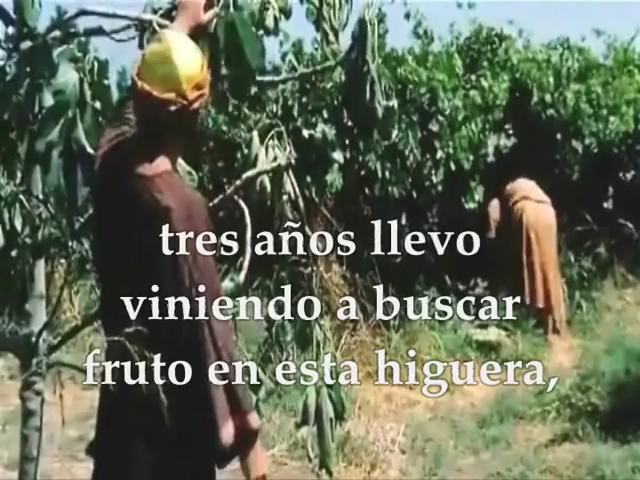 tres años llevo
viniendo a buscar
fruto en esta higuera,